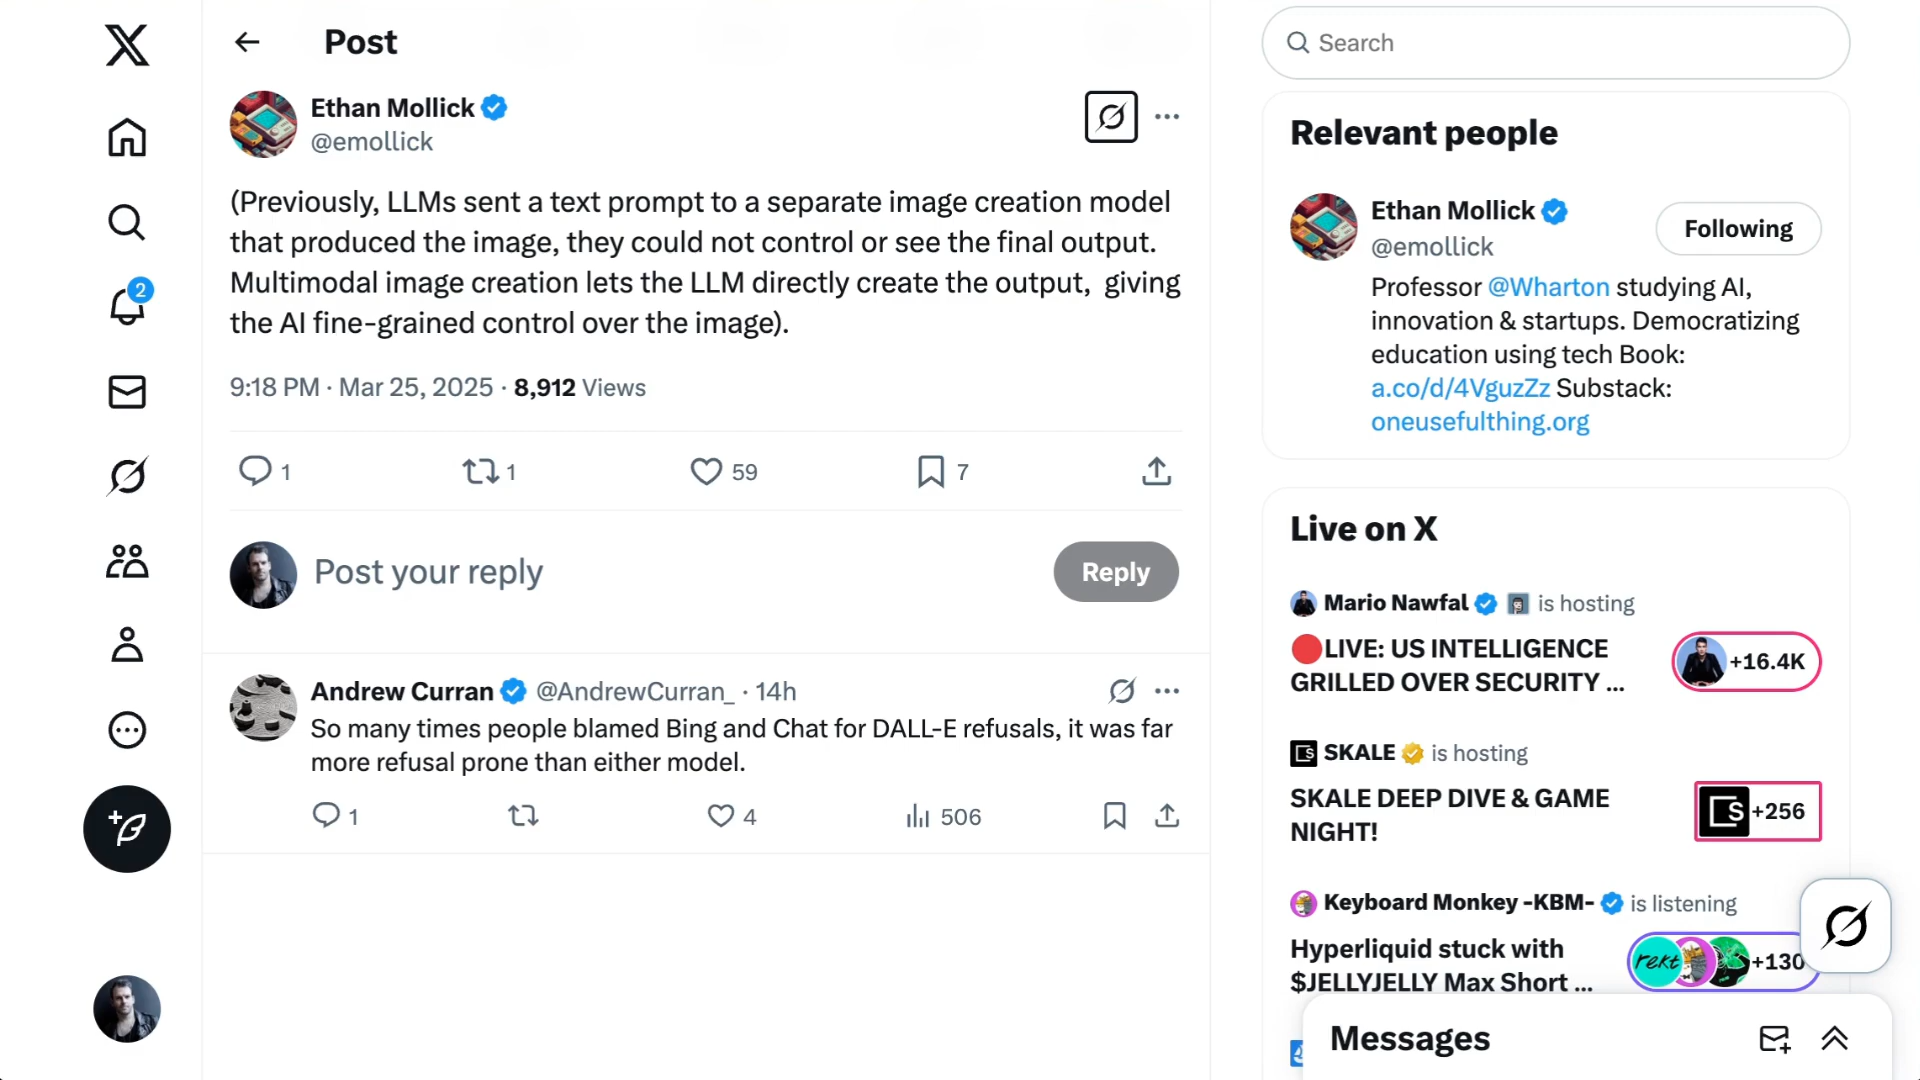 Post
Ethan Mollick
@emollick
(Previously, LLMs sent a text prompt to a separate image creation model
that produced the image, they could not control or see the final output.
Multimodal image creation lets the LLM directly create the output,  giving
the AI fine-grained control over the image).
9:18 PM · Mar 25, 2025 · 8,912 Views
1
1
59
7
Post your reply
Reply
Andrew Curran @AndrewCurran_ · 14h
So many times people blamed Bing and Chat for DALL-E refusals, it was far
more refusal prone than either model.
1
4
506
2
Search
Relevant people
Ethan Mollick
@emollick
Following
Professor @Wharton studying AI,
innovation & startups. Democratizing
education using tech Book:
a.co/d/4VguzZz Substack:
oneusefulthing.org
Live on X
Mario Nawfal is hosting
LIVE: US INTELLIGENCE
GRILLED OVER SECURITY ...
+16.4K
SKALE is hosting
SKALE DEEP DIVE & GAME
NIGHT!
+256
Keyboard Monkey -KBM- is listening
Hyperliquid stuck with
$JELLYJELLY Max Short ...
rekt
+130
Messages